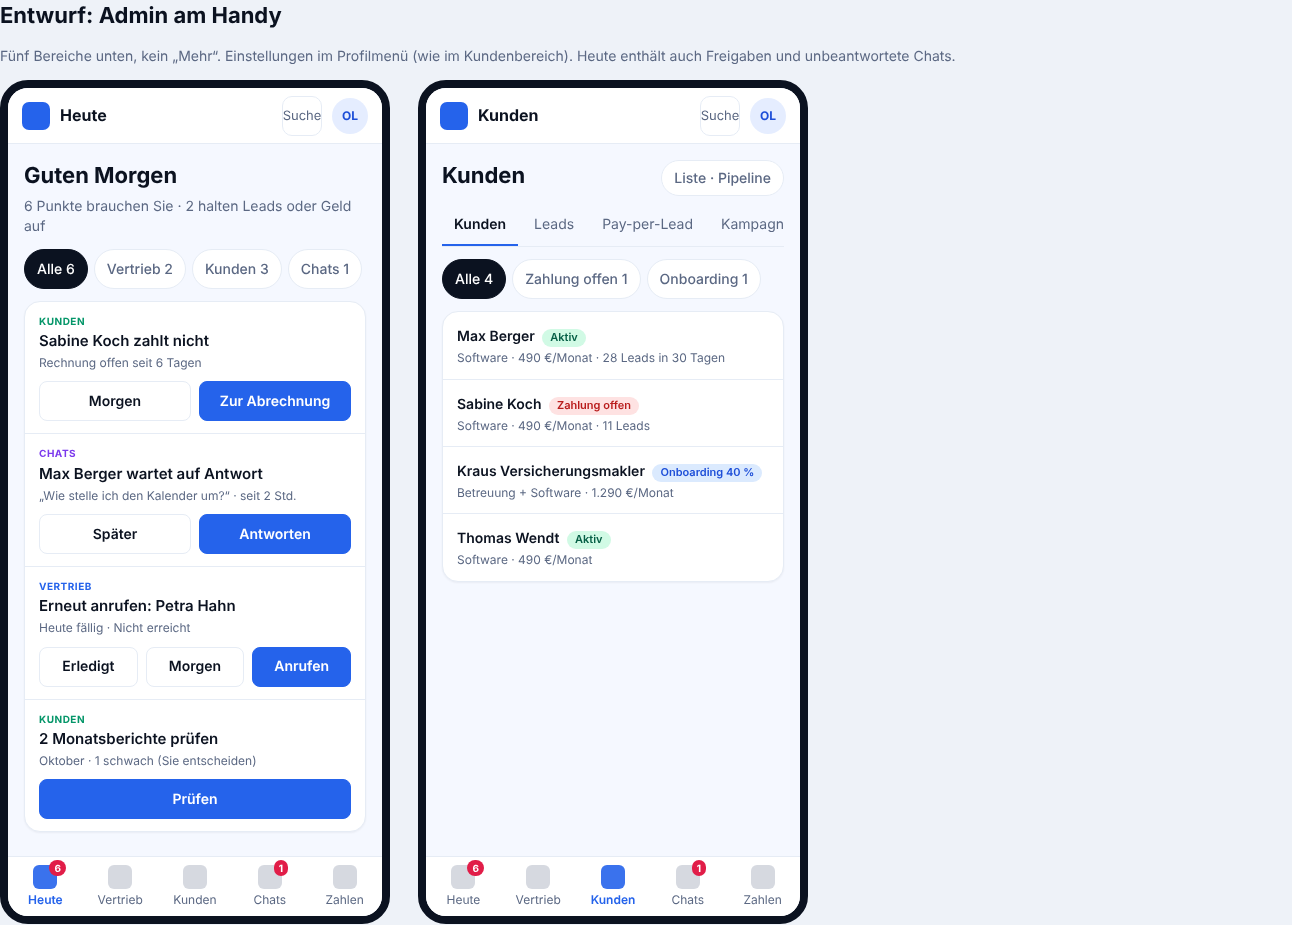 Entwurf: Admin am Handy
Fünf Bereiche unten, kein „Mehr“. Einstellungen im Profilmenü (wie im Kundenbereich). Heute enthält auch Freigaben und unbeantwortete Chats.
Heute
Suche
OL
Guten Morgen
6 Punkte brauchen Sie · 2 halten Leads oder Geld
auf
Alle 6
Vertrieb 2
Kunden 3
Chats 1
KUNDEN
Sabine Koch zahlt nicht
Rechnung offen seit 6 Tagen
Morgen
Zur Abrechnung
CHATS
Max Berger wartet auf Antwort
„Wie stelle ich den Kalender um?“ · seit 2 Std.
Später
Antworten
VERTRIEB
Erneut anrufen: Petra Hahn
Heute fällig · Nicht erreicht
Erledigt
Morgen
Anrufen
KUNDEN
2 Monatsberichte prüfen
Oktober · 1 schwach (Sie entscheiden)
Prüfen
6
1
Heute
Vertrieb
Kunden
Chats
Zahlen
Kunden
Suche
OL
Kunden
Liste · Pipeline
Kunden
Leads
Pay-per-Lead
Kampagn
Alle 4
Zahlung offen 1
Onboarding 1
Max Berger
Aktiv
Software · 490 €/Monat · 28 Leads in 30 Tagen
Sabine Koch
Zahlung offen
Software · 490 €/Monat · 11 Leads
Kraus Versicherungsmakler
Onboarding 40 %
Betreuung + Software · 1.290 €/Monat
Thomas Wendt
Aktiv
Software · 490 €/Monat
6
1
Heute
Vertrieb
Kunden
Chats
Zahlen